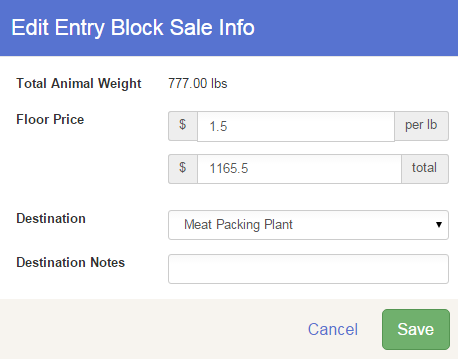 Edit Entry Block Sale Info
Total Animal Weight 777.00 lbs
Floor Price $ 1.5 per lb
$ 1165.5 total
Destination Meat Packing Plant
Destination Notes
Cancel Save